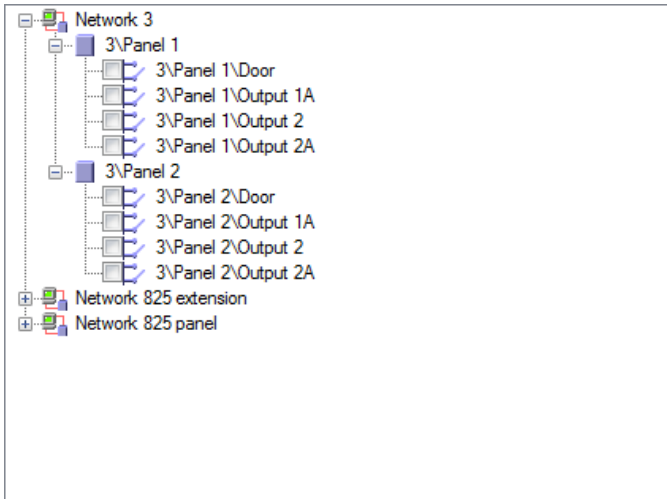 Network 3
3\Panel 1
3\Panel 1\Door
3\Panel 1\Output 1A
3\Panel 1\Output 2
3\Panel 1\Output 2A
3\Panel 2
3\Panel 2\Door
3\Panel 2\Output 1A
3\Panel 2\Output 2
3\Panel 2\Output 2A
Network 825 extension
Network 825 panel